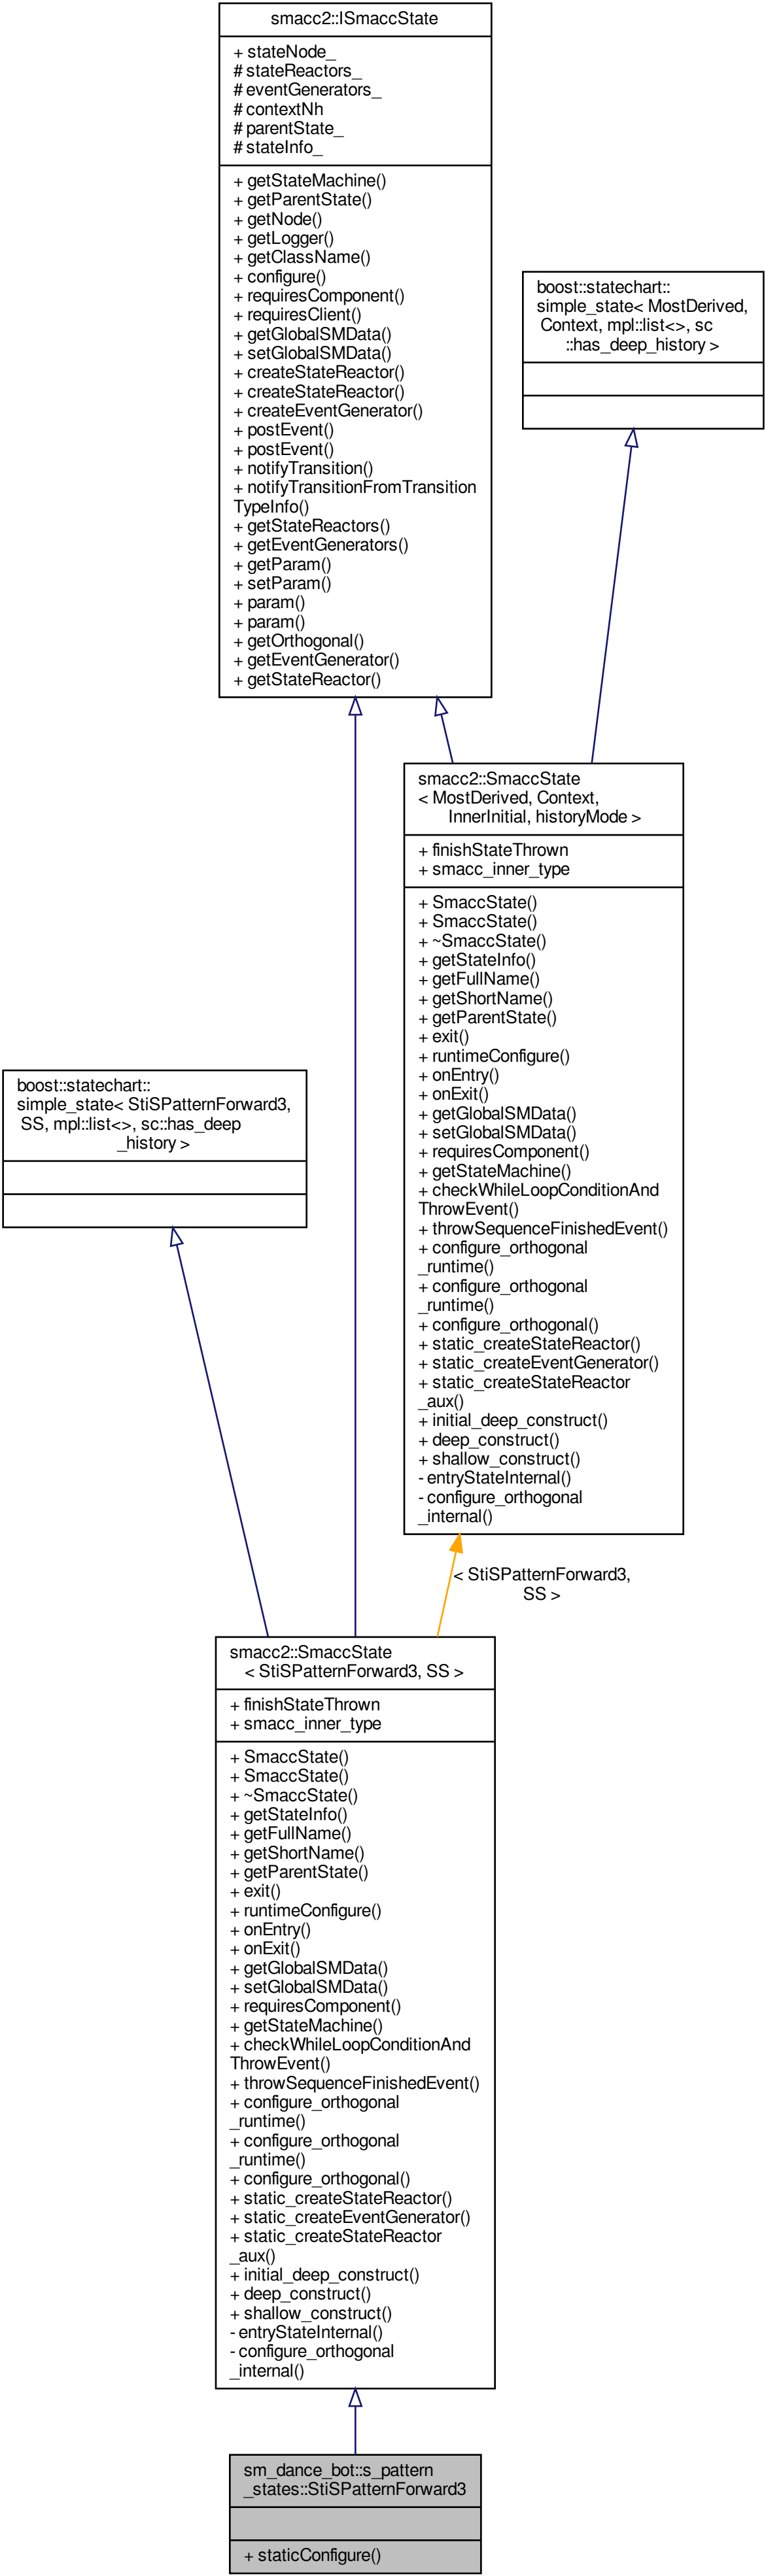 smacc2::ISmaccState
+ stateNode_
# stateReactors_
# eventGenerators_
# contextNh
# parentState_
# stateInfo_
+ getStateMachine()
+ getParentState()
+ getNode()
+ getLogger()
+ getClassName()
+ configure()
+ requiresComponent()
+ requiresClient()
+ getGlobalSMData()
+ setGlobalSMData()
+ createStateReactor()
+ createStateReactor()
+ createEventGenerator()
+ postEvent()
+ postEvent()
+ notifyTransition()
+ notifyTransitionFromTransition
TypeInfo()
+ getStateReactors()
+ getEventGenerators()
+ getParam()
+ setParam()
+ param()
+ param()
+ getOrthogonal()
+ getEventGenerator()
+ getStateReactor()
boost::statechart::
simple_state< MostDerived,
Context, mpl::list<>, sc
::has_deep_history >
smacc2::SmaccState
< MostDerived, Context,
InnerInitial, historyMode >
+ finishStateThrown
+ smacc_inner_type
+ SmaccState()
+ SmaccState()
+ ~SmaccState()
+ getStateInfo()
+ getFullName()
+ getShortName()
+ getParentState()
+ exit()
+ runtimeConfigure()
+ onEntry()
+ onExit()
+ getGlobalSMData()
+ setGlobalSMData()
+ requiresComponent()
+ getStateMachine()
+ checkWhileLoopConditionAnd
ThrowEvent()
+ throwSequenceFinishedEvent()
+ configure_orthogonal
_runtime()
+ configure_orthogonal
_runtime()
+ configure_orthogonal()
+ static_createStateReactor()
+ static_createEventGenerator()
+ static_createStateReactor
_aux()
+ initial_deep_construct()
+ deep_construct()
+ shallow_construct()
- entryStateInternal()
- configure_orthogonal
_internal()
boost::statechart::
simple_state< StiSPatternForward3,
SS, mpl::list<>, sc::has_deep
_history >
< StiSPatternForward3,
SS >
smacc2::SmaccState
< StiSPatternForward3, SS >
+ finishStateThrown
+ smacc_inner_type
+ SmaccState()
+ SmaccState()
+ ~SmaccState()
+ getStateInfo()
+ getFullName()
+ getShortName()
+ getParentState()
+ exit()
+ runtimeConfigure()
+ onEntry()
+ onExit()
+ getGlobalSMData()
+ setGlobalSMData()
+ requiresComponent()
+ getStateMachine()
+ checkWhileLoopConditionAnd
ThrowEvent()
+ throwSequenceFinishedEvent()
+ configure_orthogonal
_runtime()
+ configure_orthogonal
_runtime()
+ configure_orthogonal()
+ static_createStateReactor()
+ static_createEventGenerator()
+ static_createStateReactor
_aux()
+ initial_deep_construct()
+ deep_construct()
+ shallow_construct()
- entryStateInternal()
- configure_orthogonal
_internal()
sm_dance_bot::s_pattern
_states::StiSPatternForward3
+ staticConfigure()